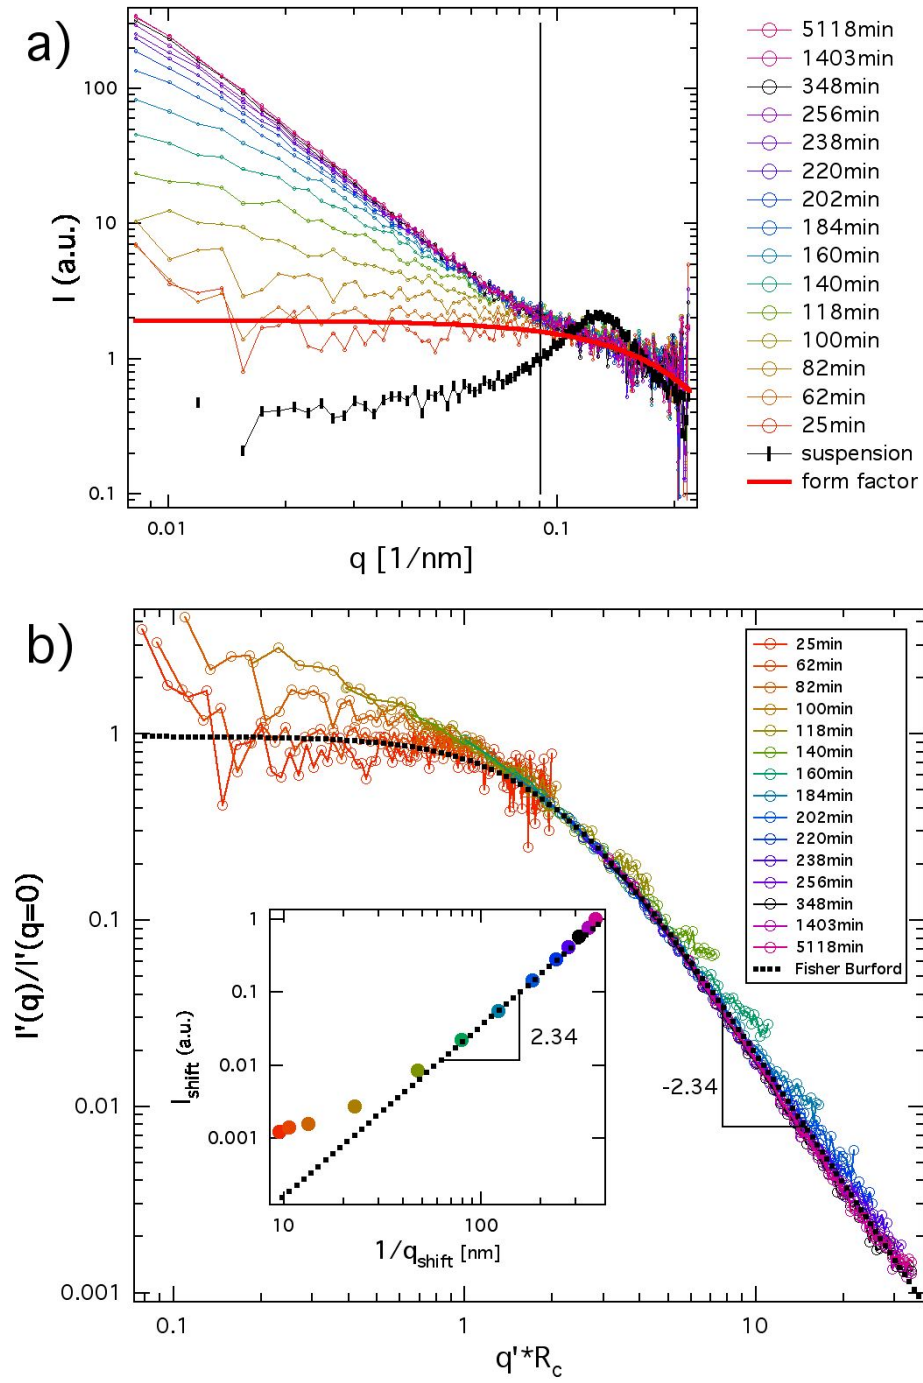 a)
I (a.u.)
100
10
1
0.1
0.01
0.1
q [1/nm]
5118min
1403min
348min
256min
238min
220min
202min
184min
160min
140min
118min
100min
82min
62min
25min
suspension
form factor
b)
I'(q)/I'(q=0)
1
0.1
0.01
0.001
0.1
1
10
q'*Rc
25min
62min
82min
100min
118min
140min
160min
184min
202min
220min
238min
256min
348min
1403min
5118min
Fisher Burford
-2.34
Ishift (a.u.)
1
0.1
0.01
0.001
2.34
10
100
1/qshift [nm]